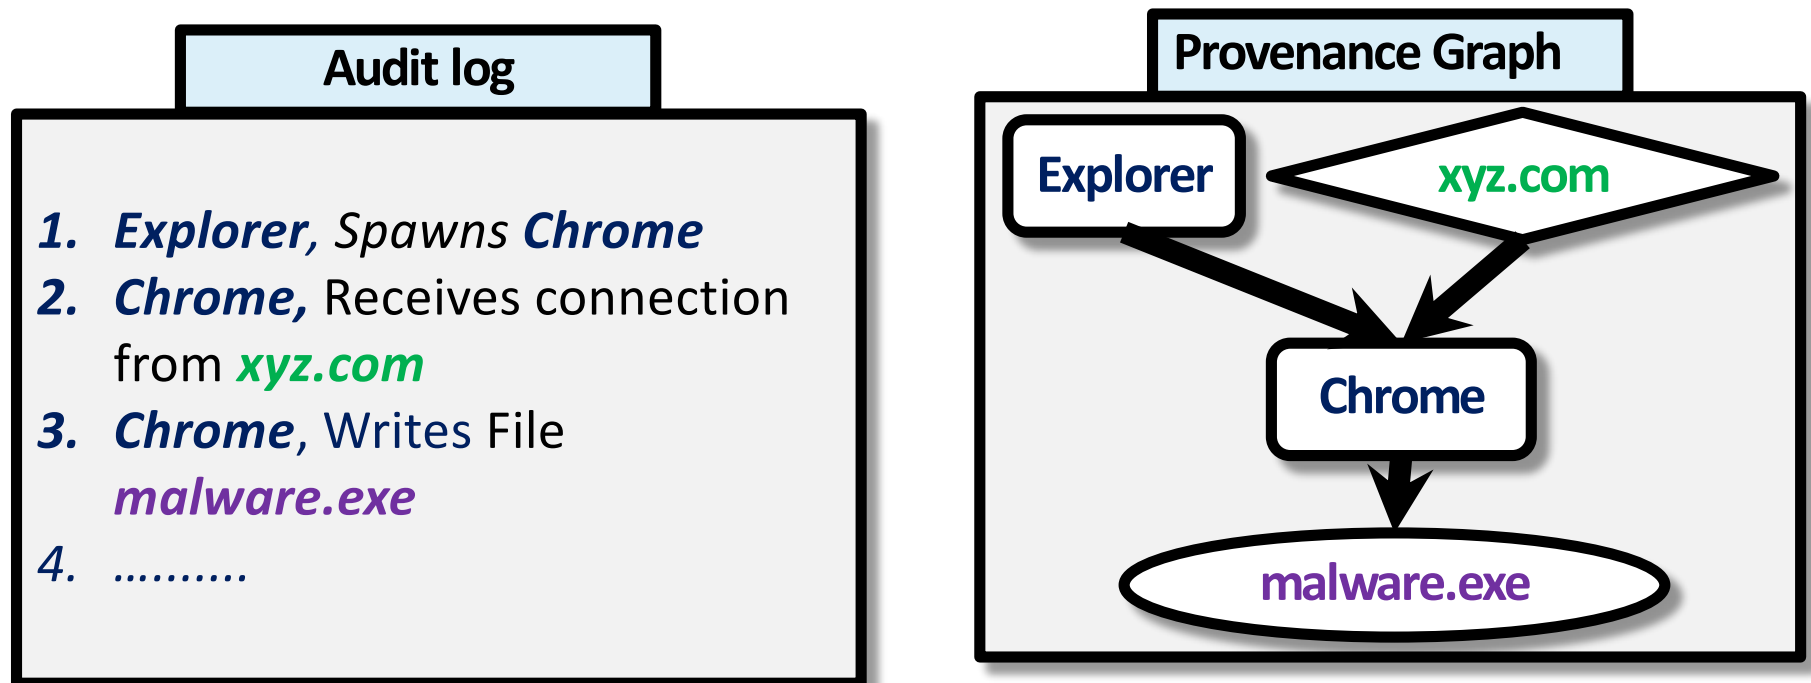 Audit log
1. Explorer, Spawns Chrome
2. Chrome, Receives connection
from xyz.com
3. Chrome, Writes File
malware.exe
4. ..........
Provenance Graph
Explorer
xyz.com
Chrome
malware.exe